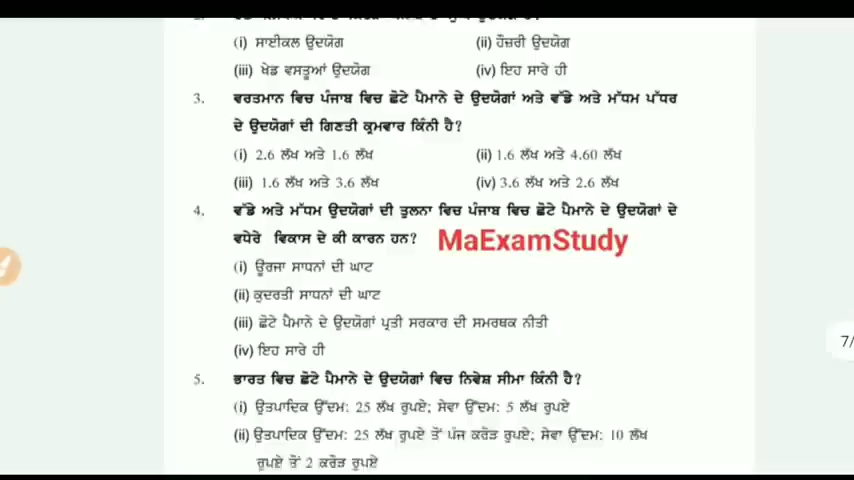 (i) ਸਾਈਕਲ ਉਦਯੋਗ (ii) ਹੌਜ਼ਰੀ ਉਦਯੋਗ
(iii) ਖੇਡ ਵਸਤੂਆਂ ਉਦਯੋਗ (iv) ਇਹ ਸਾਰੇ ਹੀ
3. ਵਰਤਮਾਨ ਵਿਚ ਪੰਜਾਬ ਵਿਚ ਛੋਟੇ ਪੈਮਾਨੇ ਦੇ ਉਦਯੋਗਾਂ ਅਤੇ ਵੱਡੇ ਅਤੇ ਮੱਧਮ ਪੱਧਰ
ਦੇ ਉਦਯੋਗਾਂ ਦੀ ਗਿਣਤੀ ਕ੍ਰਮਵਾਰ ਕਿੰਨੀ ਹੈ?
(i) 2.6 ਲੱਖ ਅਤੇ 1.6 ਲੱਖ (ii) 1.6 ਲੱਖ ਅਤੇ 4.60 ਲੱਖ
(iii) 1.6 ਲੱਖ ਅਤੇ 3.6 ਲੱਖ (iv) 3.6 ਲੱਖ ਅਤੇ 2.6 ਲੱਖ
4. ਵੱਡੇ ਅਤੇ ਮੱਧਮ ਉਦਯੋਗਾਂ ਦੀ ਤੁਲਨਾ ਵਿਚ ਪੰਜਾਬ ਵਿਚ ਛੋਟੇ ਪੈਮਾਨੇ ਦੇ ਉਦਯੋਗਾਂ ਦੇ
ਵਧੇਰੇ ਵਿਕਾਸ ਦੇ ਕੀ ਕਾਰਨ ਹਨ? MaExamStudy
(i) ਊਰਜਾ ਸਾਧਨਾਂ ਦੀ ਘਾਟ
(ii) ਕੁਦਰਤੀ ਸਾਧਨਾਂ ਦੀ ਘਾਟ
(iii) ਛੋਟੇ ਪੈਮਾਨੇ ਦੇ ਉਦਯੋਗਾਂ ਪ੍ਰਤੀ ਸਰਕਾਰ ਦੀ ਸਮਰਥਕ ਨੀਤੀ
(iv) ਇਹ ਸਾਰੇ ਹੀ
7/
5. ਭਾਰਤ ਵਿਚ ਛੋਟੇ ਪੈਮਾਨੇ ਦੇ ਉਦਯੋਗਾਂ ਵਿਚ ਨਿਵੇਸ਼ ਸੀਮਾ ਕਿੰਨੀ ਹੈ?
(i) ਉਤਪਾਦਿਕ ਉੱਦਮ: 25 ਲੱਖ ਰੁਪਏ; ਸੇਵਾ ਉੱਦਮ: 5 ਲੱਖ ਰੁਪਏ
(ii) ਉਤਪਾਦਿਕ ਉੱਦਮ: 25 ਲੱਖ ਰੁਪਏ ਤੋਂ ਪੰਜ ਕਰੋੜ ਰੁਪਏ; ਸੇਵਾ ਉੱਦਮ: 10 ਲੱਖ
ਰੁਪਏ ਤੋਂ 2 ਕਰੋੜ ਰੁਪਏ